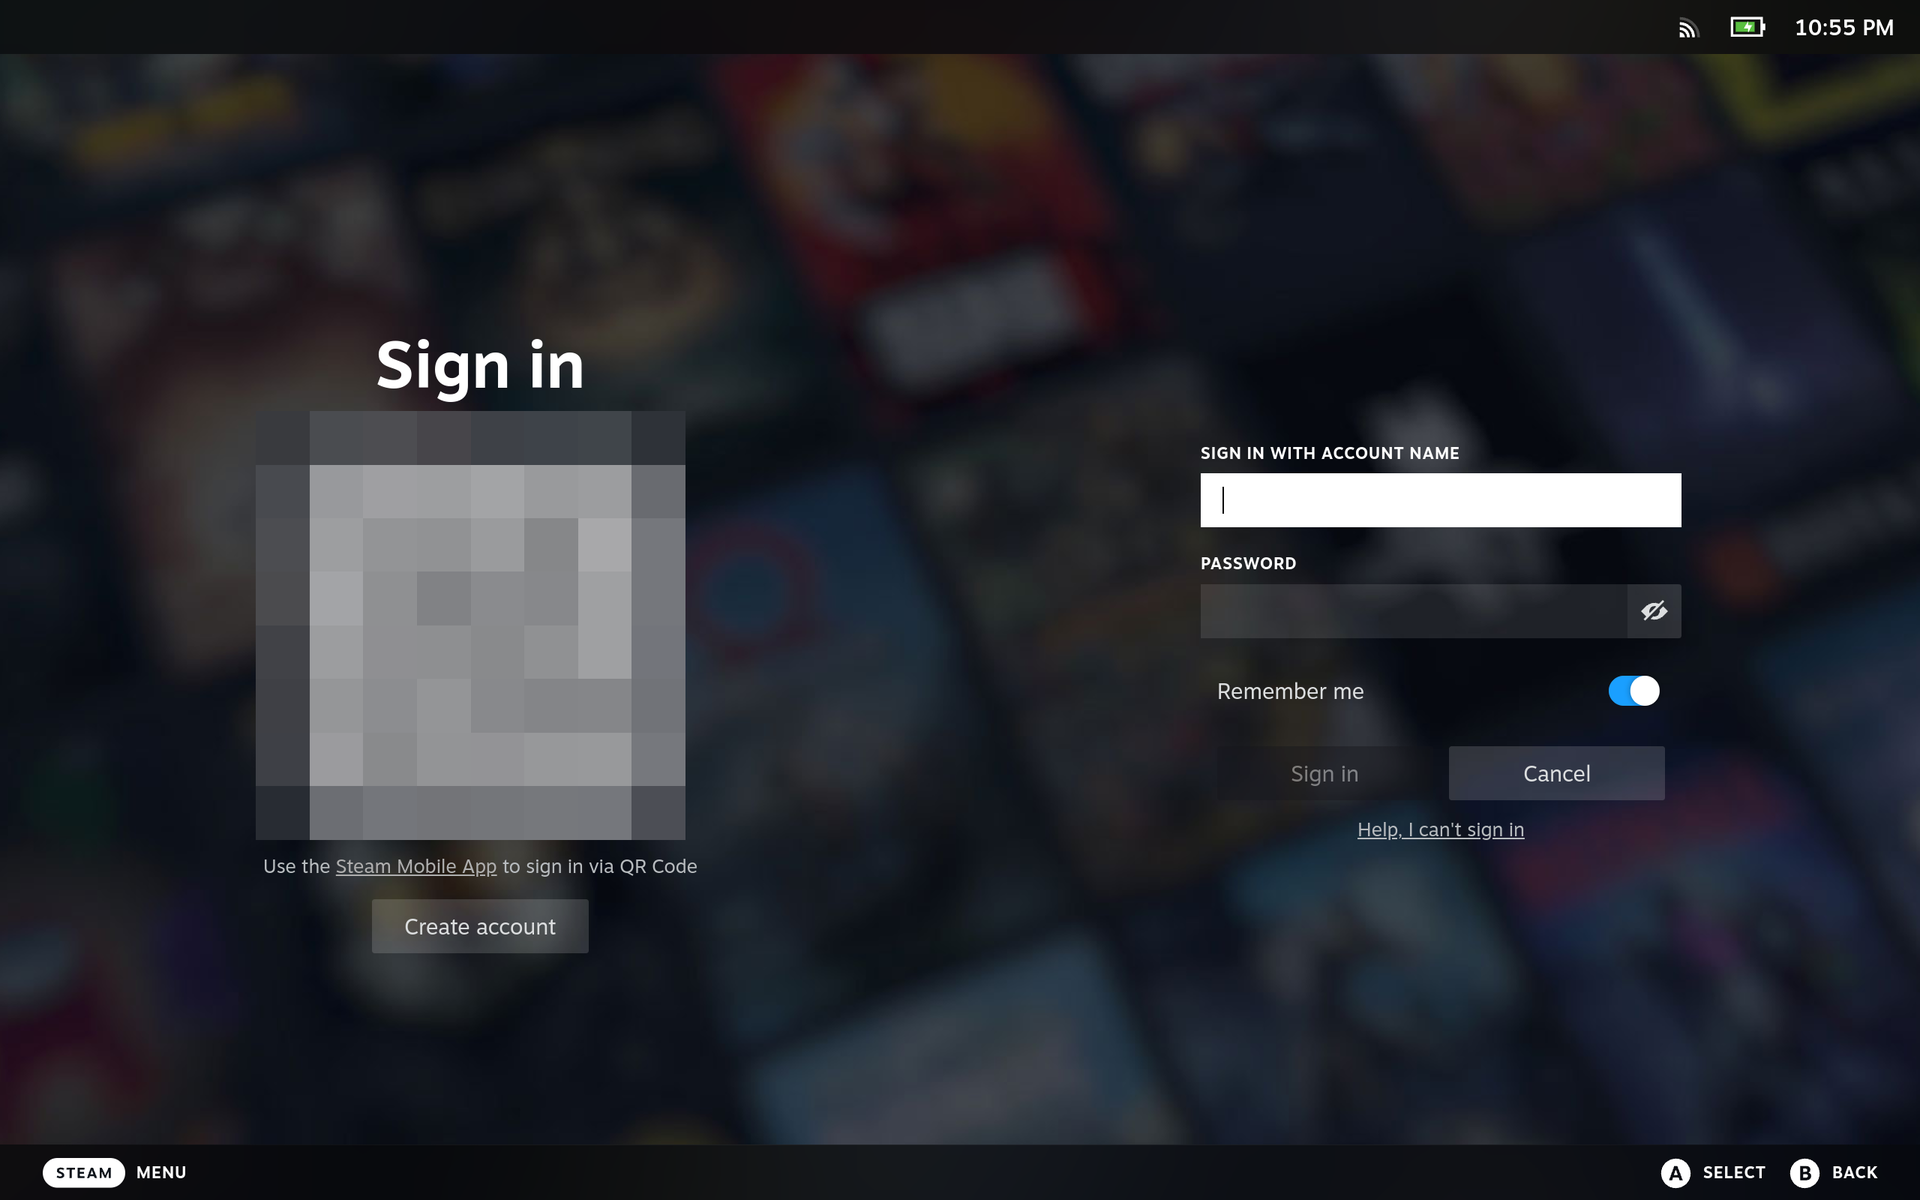 10:55 PM
Sign in
Use the Steam Mobile App to sign in via QR Code
Create account
SIGN IN WITH ACCOUNT NAME
PASSWORD
Remember me
Sign in
Cancel
Help, I can't sign in
STEAM MENU
A SELECT B BACK